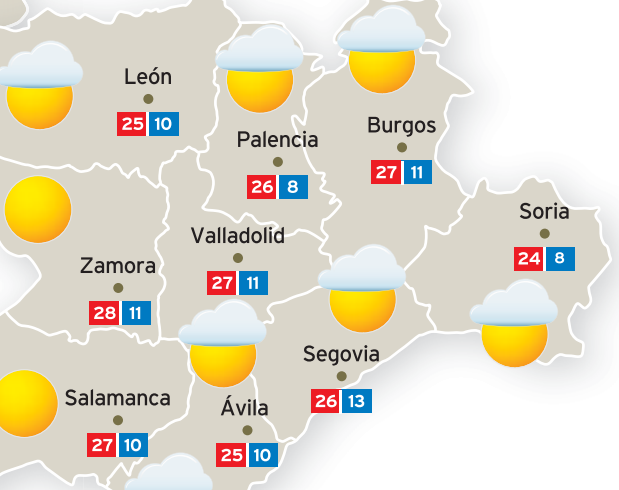 León
25 10
Palencia
26 8
Burgos
27 11
Soria
24 8
Valladolid
27 11
Zamora
28 11
Segovia
26 13
Salamanca
27 10
Ávila
25 10